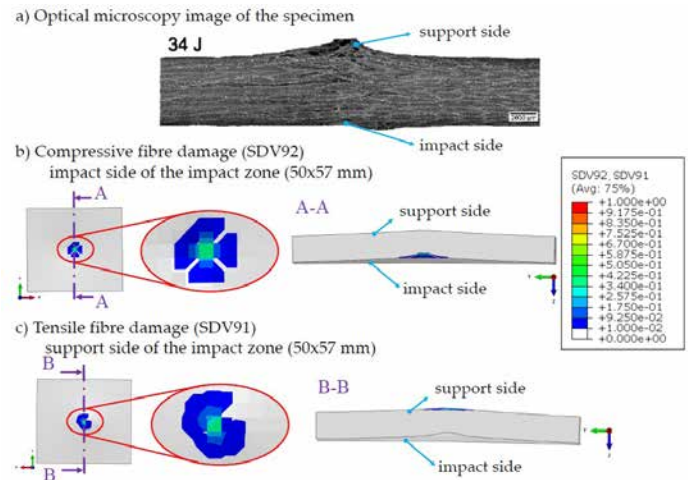 a) Optical microscopy image of the specimen
34 J
support side
impact side
b) Compressive fibre damage (SDV92)
impact side of the impact zone (50x57 mm)
A
A
A-A
support side
impact side
SDV92, SDV91
(Avg: 75%)
+1.000e+00
+9.175e-01
+8.350e-01
+7.525e-01
+6.700e-01
+5.875e-01
+5.050e-01
+4.225e-01
+3.400e-01
+2.575e-01
+1.750e-01
+9.250e-02
+1.000e-02
+0.000e+00
c) Tensile fibre damage (SDV91)
support side of the impact zone (50x57 mm)
B
B
B-B
support side
impact side